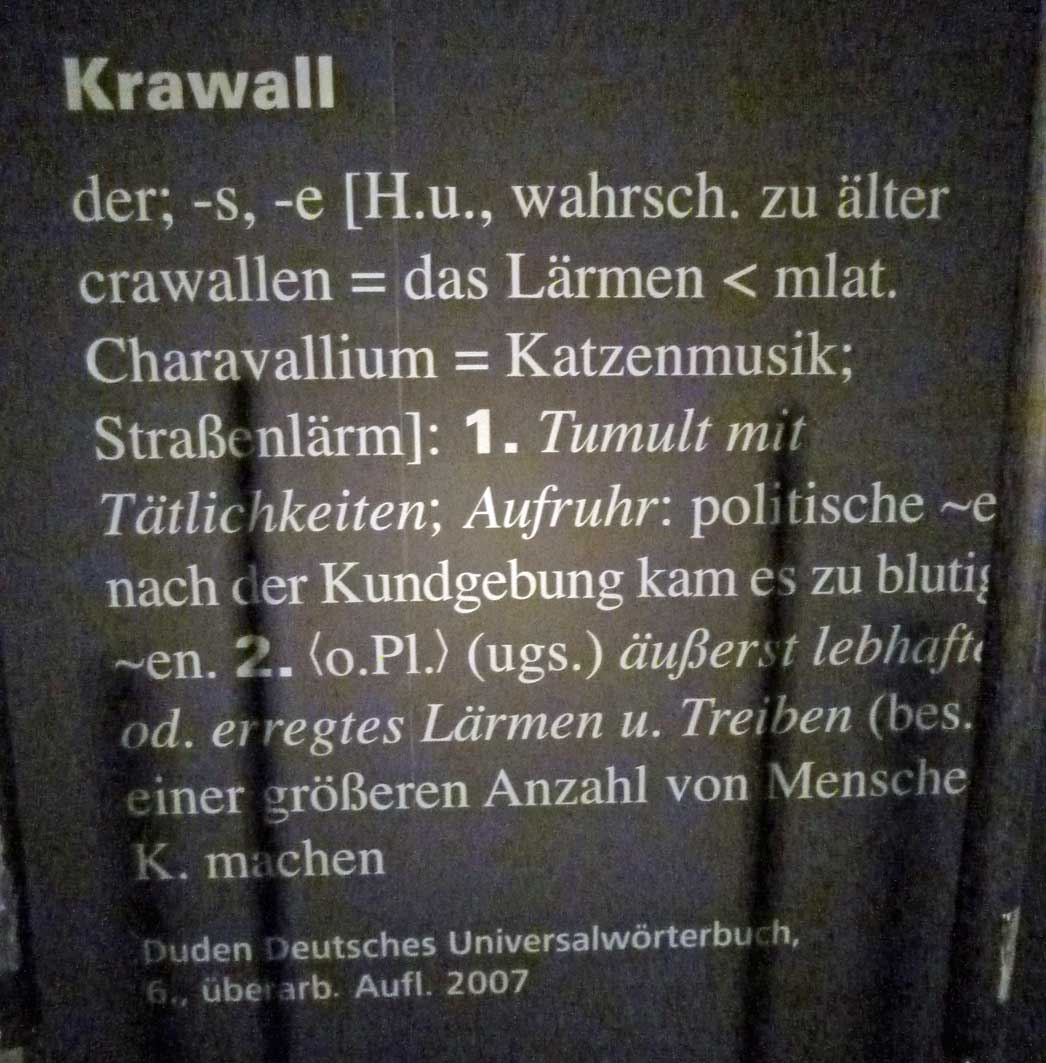 Krawall
der; -s, -e [H.u., wahrsch. zu älter
crawallen = das Lärmen < mlat.
Charavallium = Katzenmusik;
Straßenlärm]: 1. Tumult mit
Tätlichkeiten; Aufruhr: politische ~e
nach der Kundgebung kam es zu blutig
~en. 2. ⟨o.Pl.⟩ (ugs.) äußerst lebhafte
od. erregtes Lärmen u. Treiben (bes.
einer größeren Anzahl von Mensche
K. machen
Duden Deutsches Universalwörterbuch,
6., überarb. Aufl. 2007